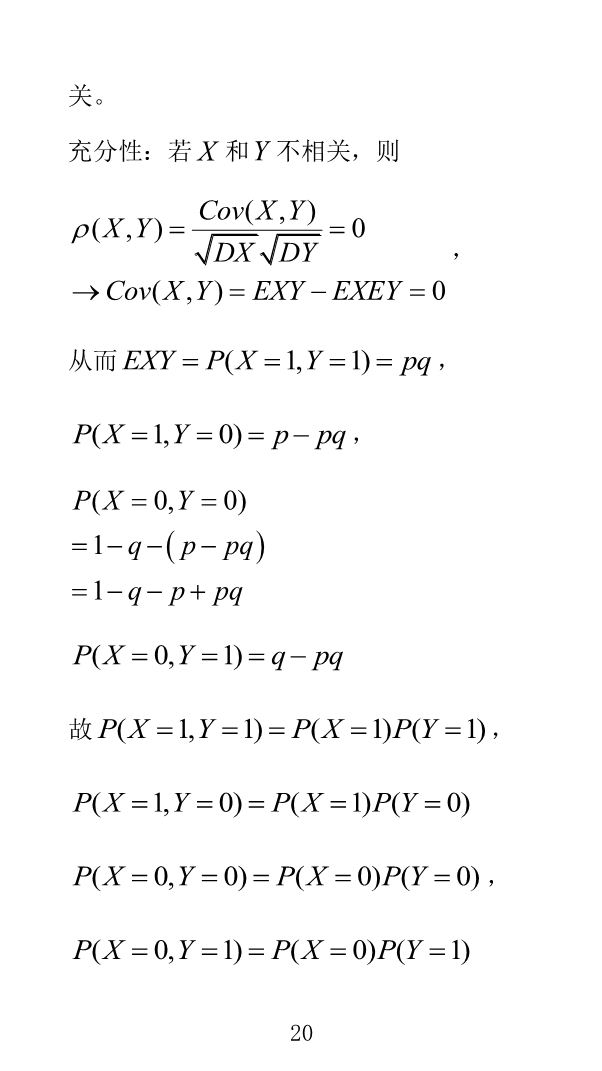 关。
充分性：若 X 和 Y 不相关，则
ρ(X,Y) = Cov(X,Y) / √DX √DY = 0
，
→ Cov(X,Y) = EXY − EXEY = 0
从而 EXY = P(X = 1,Y = 1) = pq，
P(X = 1,Y = 0) = p − pq，
P(X = 0,Y = 0)
= 1 − q − (p − pq)
= 1 − q − p + pq
P(X = 0,Y = 1) = q − pq
故 P(X = 1,Y = 1) = P(X = 1)P(Y = 1)，
P(X = 1,Y = 0) = P(X = 1)P(Y = 0)
P(X = 0,Y = 0) = P(X = 0)P(Y = 0)，
P(X = 0,Y = 1) = P(X = 0)P(Y = 1)
20